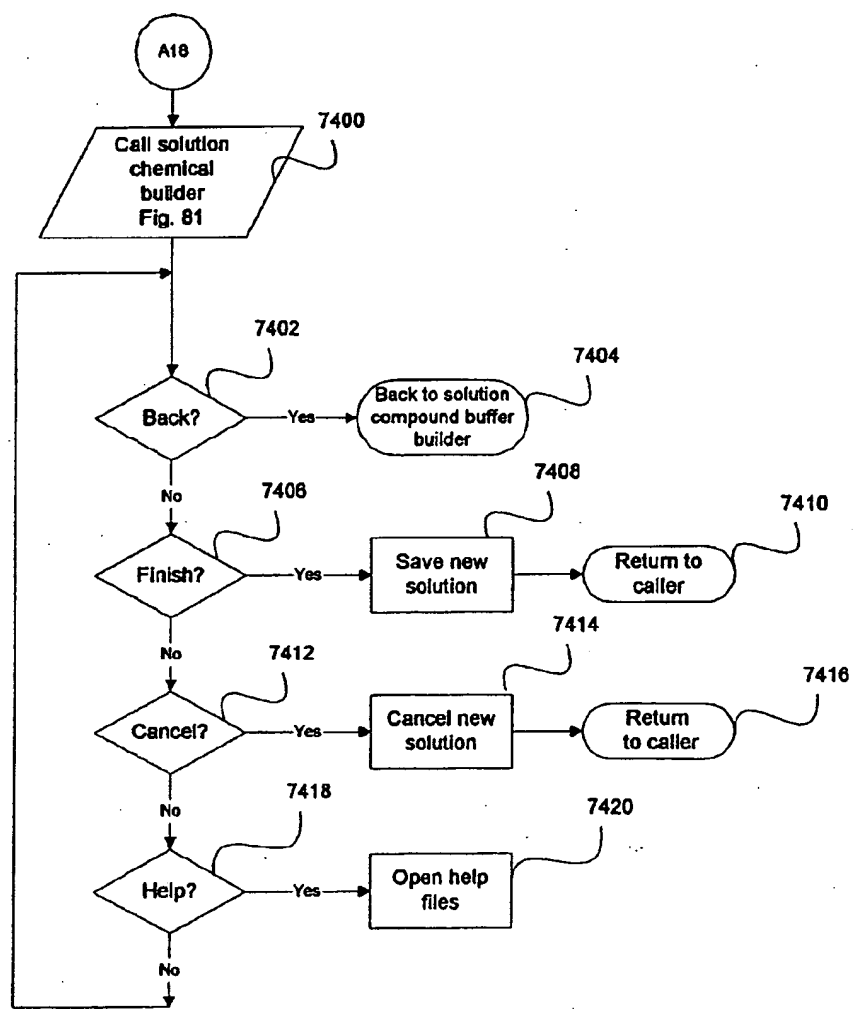 A16
Call solution
chemical
builder
Fig. 81
7400
7402
Back?
Yes
Back to solution
compound buffer
builder
7404
No
7406
Finish?
Yes
Save new
solution
7408
Return to
caller
7410
No
7412
Cancel?
Yes
Cancel new
solution
7414
Return
to caller
7416
No
7418
Help?
Yes
Open help
files
7420
No